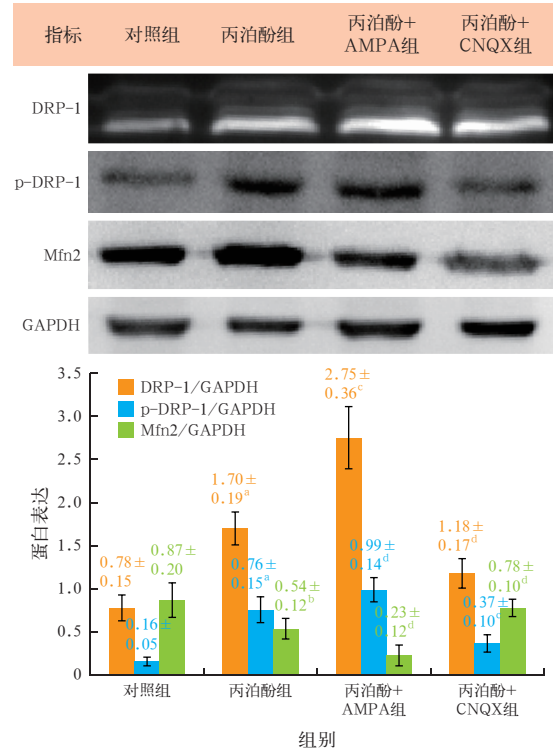 指标 对照组 丙泊酚组 丙泊酚+ 丙泊酚+
AMPA组 CNQX组
DRP-1
p-DRP-1
Mfn2
GAPDH
3.5
3.0
2.5
2.0
1.5
1.0
0.5
0
蛋白表达
DRP-1/GAPDH
p-DRP-1/GAPDH
Mfn2/GAPDH
0.78±
0.15
0.16±
0.05
0.87±
0.20
1.70±
0.19ᵃ
0.76±
0.15ᵃ
0.54±
0.12ᵇ
2.75±
0.36ᶜ
0.99±
0.14ᵈ
0.23±
0.12ᵈ
1.18±
0.17ᵈ
0.37±
0.10ᶜ
0.78±
0.10ᵈ
对照组 丙泊酚组 丙泊酚+ 丙泊酚+
AMPA组 CNQX组
组别